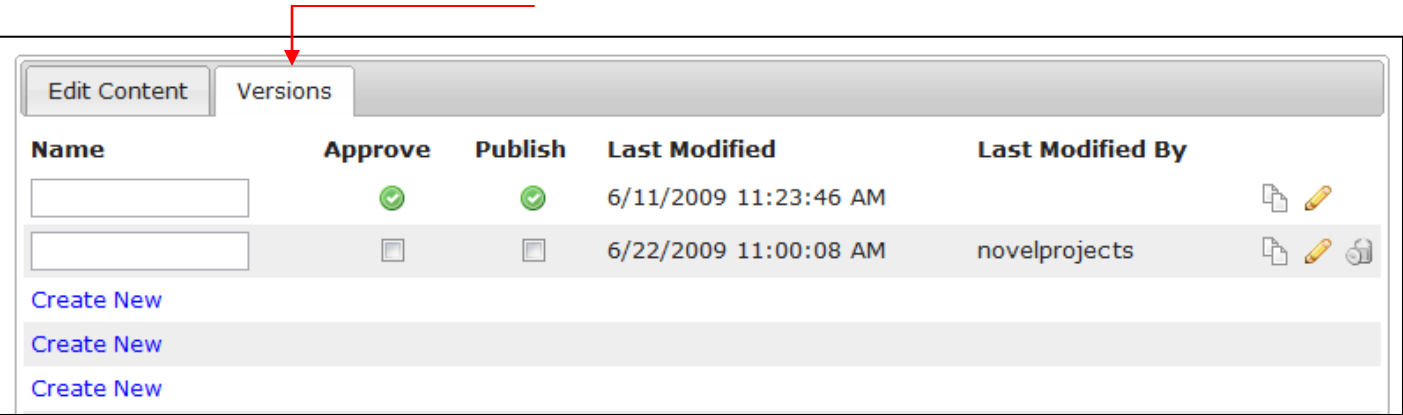 Edit Content Versions
Name Approve Publish Last Modified Last Modified By
6/11/2009 11:23:46 AM
6/22/2009 11:00:08 AM novelprojects
Create New
Create New
Create New